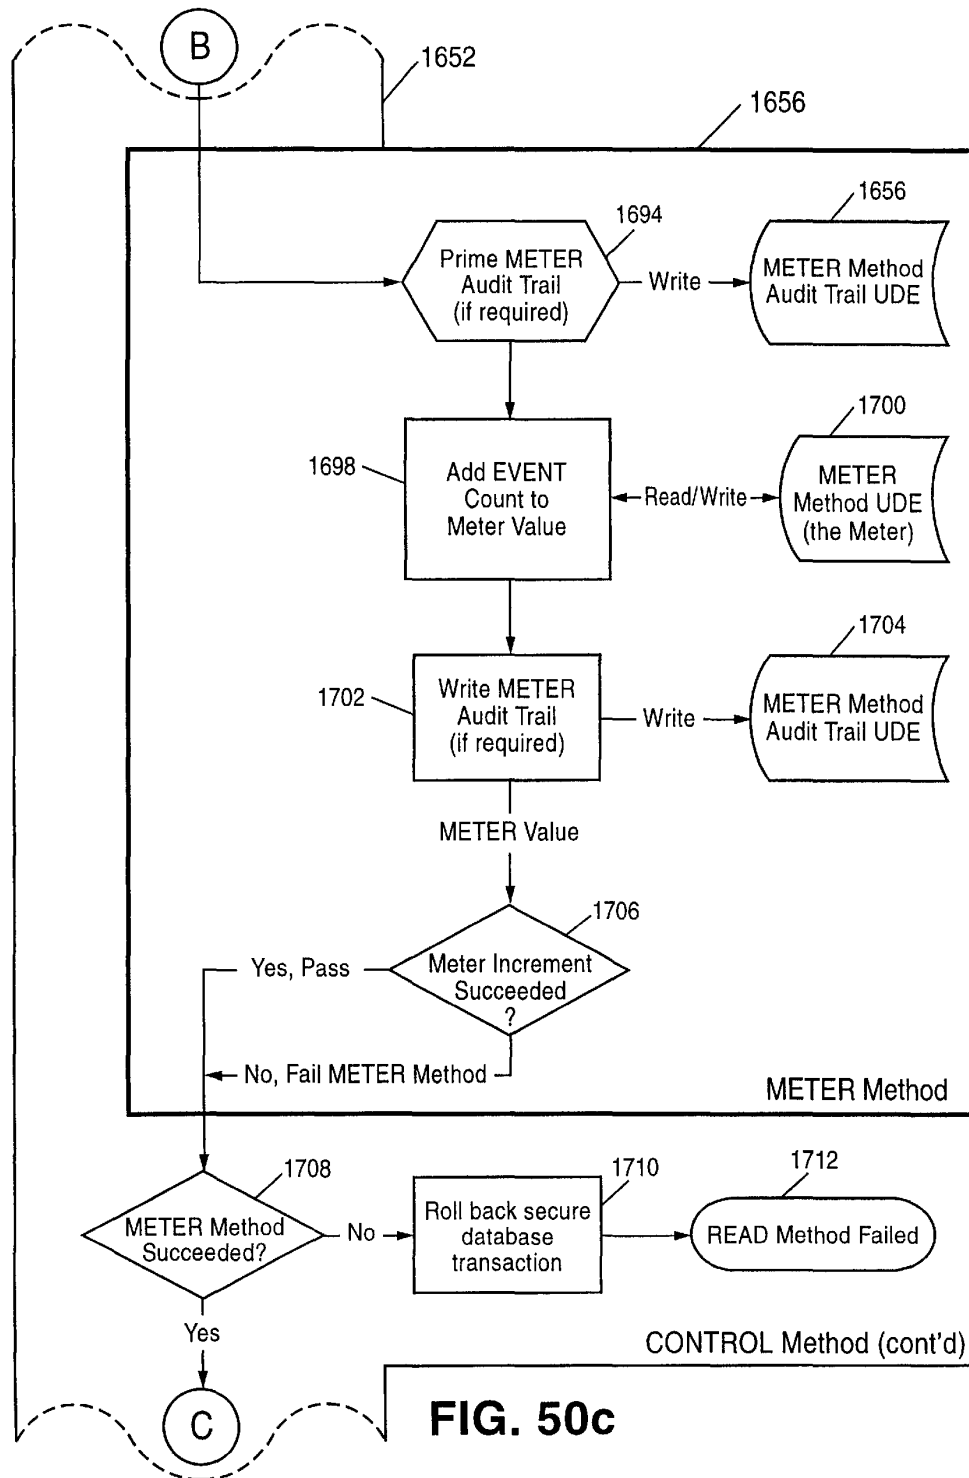 B
1652
1656
1694
Prime METER
Audit Trail
(if required)
Write
1656
METER Method
Audit Trail UDE
1698
Add EVENT
Count to
Meter Value
Read/Write
1700
METER
Method UDE
(the Meter)
1702
Write METER
Audit Trail
(if required)
Write
1704
METER Method
Audit Trail UDE
METER Value
1706
Meter Increment
Succeeded
?
Yes, Pass
No, Fail METER Method
METER Method
1708
METER Method
Succeeded?
No
1710
Roll back secure
database
transaction
1712
READ Method Failed
Yes
CONTROL Method (cont'd)
C
FIG. 50c